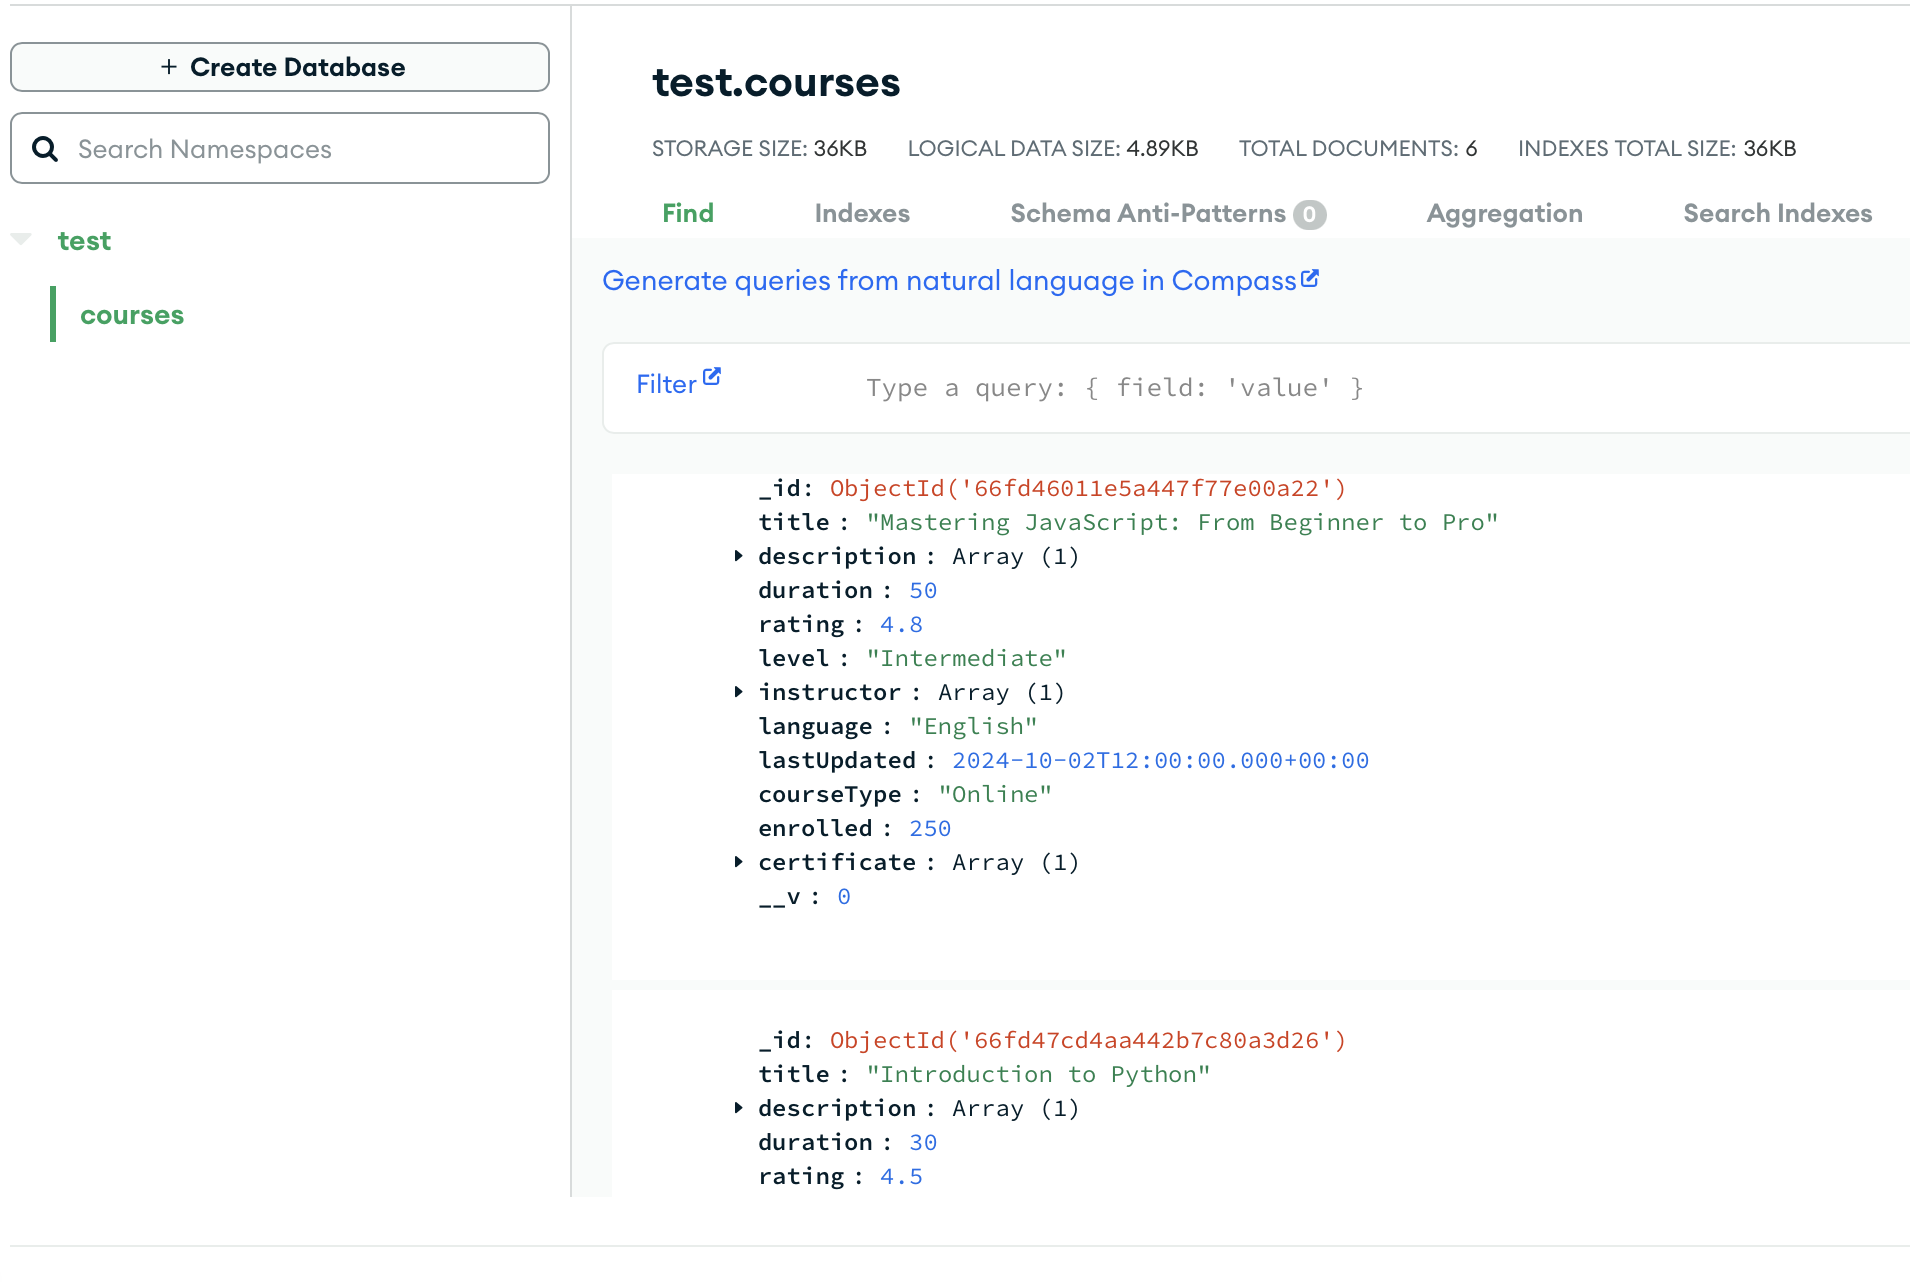 + Create Database
Search Namespaces
test
courses
test.courses
STORAGE SIZE: 36KB LOGICAL DATA SIZE: 4.89KB TOTAL DOCUMENTS: 6 INDEXES TOTAL SIZE: 36KB
Find Indexes Schema Anti-Patterns 0 Aggregation Search Indexes
Generate queries from natural language in Compass
Filter Type a query: { field: 'value' }
_id: ObjectId('66fd46011e5a447f77e00a22')
title : "Mastering JavaScript: From Beginner to Pro"
description : Array (1)
duration : 50
rating : 4.8
level : "Intermediate"
instructor : Array (1)
language : "English"
lastUpdated : 2024-10-02T12:00:00.000+00:00
courseType : "Online"
enrolled : 250
certificate : Array (1)
__v : 0
_id: ObjectId('66fd47cd4aa442b7c80a3d26')
title : "Introduction to Python"
description : Array (1)
duration : 30
rating : 4.5